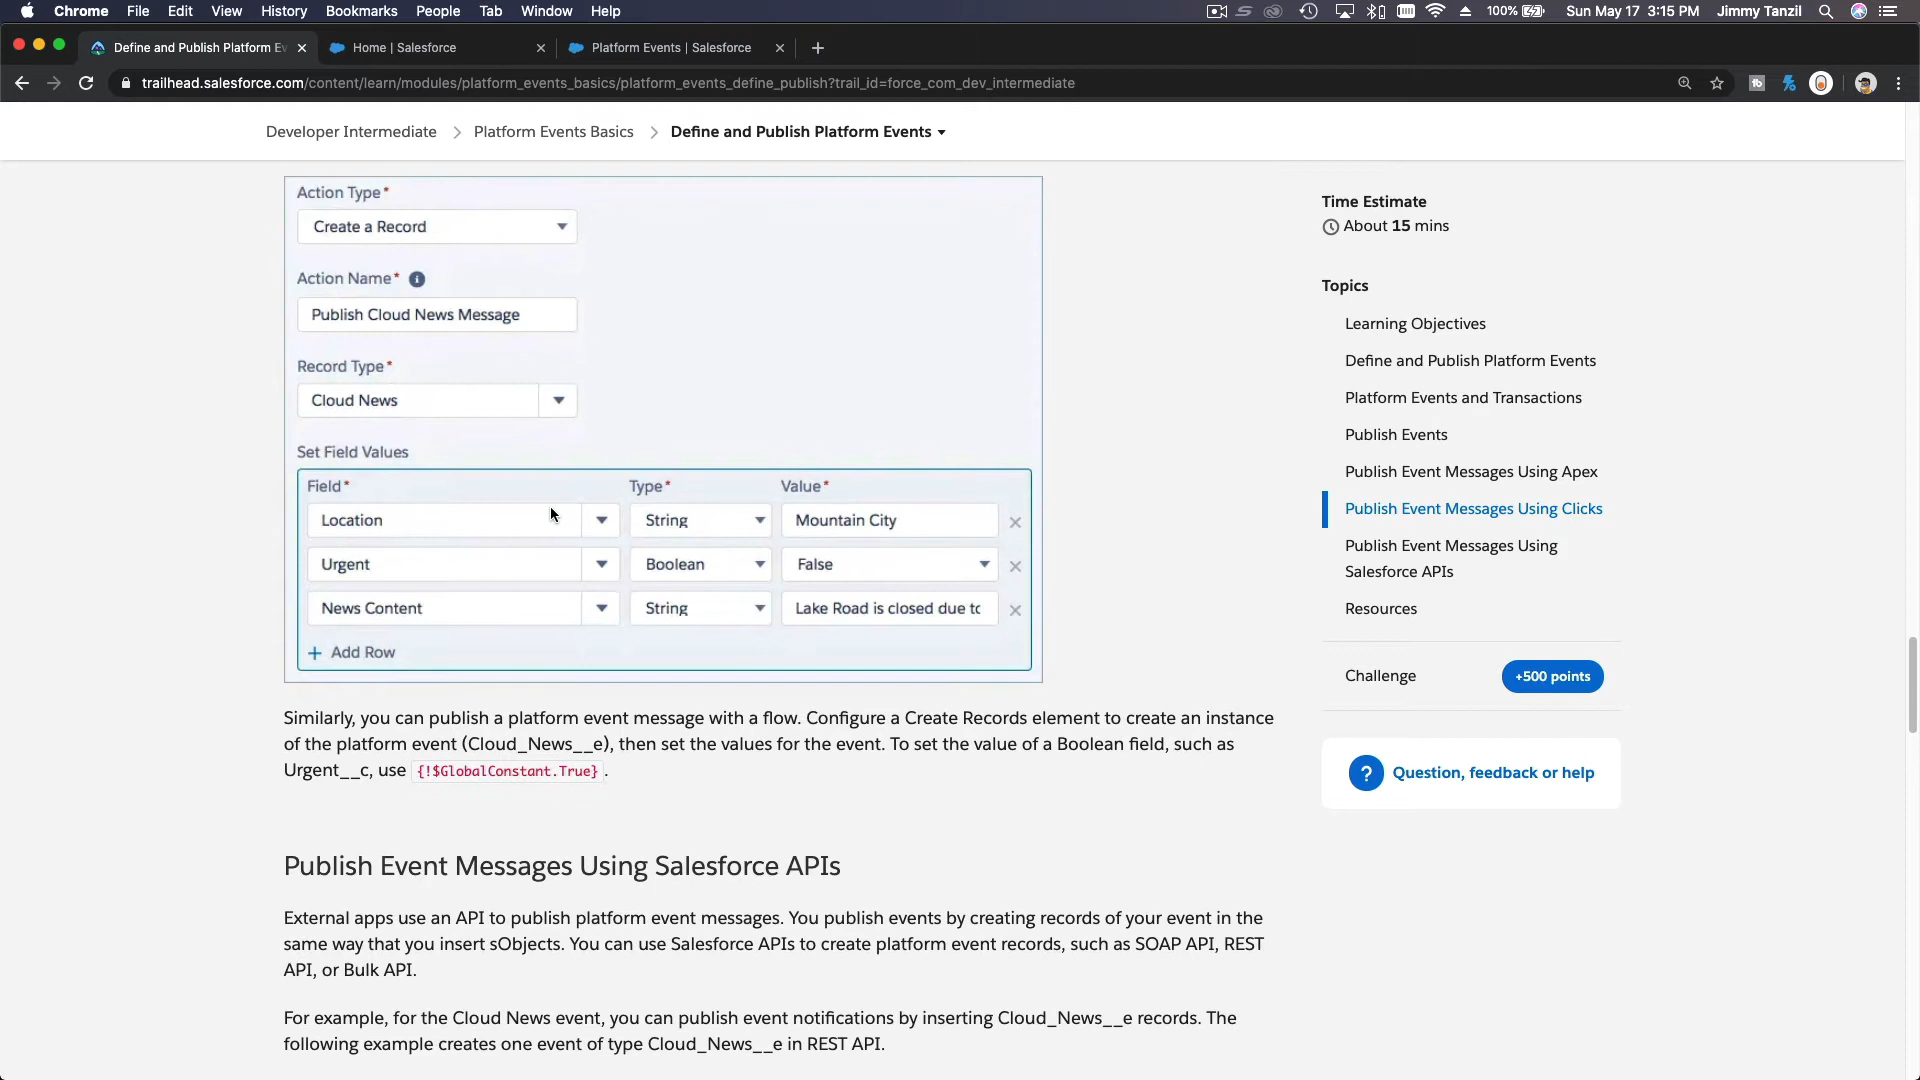 Chrome File Edit View History Bookmarks People Tab Window Help 100% Sun May 17 3:15 PM Jimmy Tanzil
Define and Publish Platform Ev Home | Salesforce Platform Events | Salesforce
trailhead.salesforce.com/content/learn/modules/platform_events_basics/platform_events_define_publish?trail_id=force_com_dev_intermediate
Developer Intermediate > Platform Events Basics > Define and Publish Platform Events
Action Type*
Create a Record
Action Name*
Publish Cloud News Message
Record Type*
Cloud News
Set Field Values
Field* Type* Value*
Location String Mountain City
Urgent Boolean False
News Content String Lake Road is closed due to
+ Add Row
Similarly, you can publish a platform event message with a flow. Configure a Create Records element to create an instance
of the platform event (Cloud_News__e), then set the values for the event. To set the value of a Boolean field, such as
Urgent__c, use {!$GlobalConstant.True}.
Publish Event Messages Using Salesforce APIs
External apps use an API to publish platform event messages. You publish events by creating records of your event in the
same way that you insert sObjects. You can use Salesforce APIs to create platform event records, such as SOAP API, REST
API, or Bulk API.
For example, for the Cloud News event, you can publish event notifications by inserting Cloud_News__e records. The
following example creates one event of type Cloud_News__e in REST API.
Time Estimate
About 15 mins
Topics
Learning Objectives
Define and Publish Platform Events
Platform Events and Transactions
Publish Events
Publish Event Messages Using Apex
Publish Event Messages Using Clicks
Publish Event Messages Using
Salesforce APIs
Resources
Challenge +500 points
? Question, feedback or help